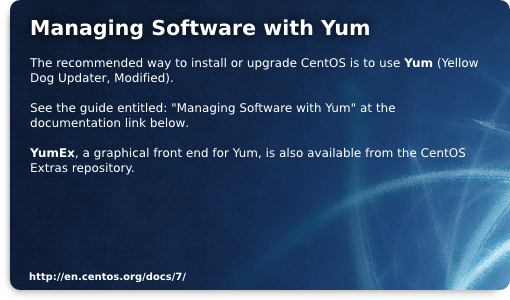 Managing Software with Yum
The recommended way to install or upgrade CentOS is to use Yum (Yellow
Dog Updater, Modified).
See the guide entitled: "Managing Software with Yum" at the
documentation link below.
YumEx, a graphical front end for Yum, is also available from the CentOS
Extras repository.
http://en.centos.org/docs/7/